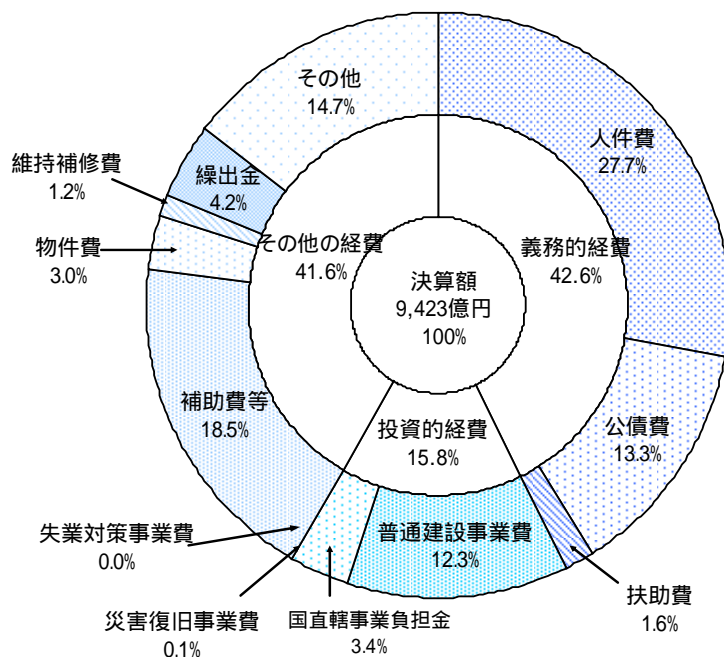 決算額
9,423億円
100%
義務的経費
42.6%
人件費
27.7%
公債費
13.3%
扶助費
1.6%
投資的経費
15.8%
普通建設事業費
12.3%
国直轄事業負担金
3.4%
災害復旧事業費
0.1%
失業対策事業費
0.0%
その他の経費
41.6%
補助費等
18.5%
物件費
3.0%
維持補修費
1.2%
繰出金
4.2%
その他
14.7%